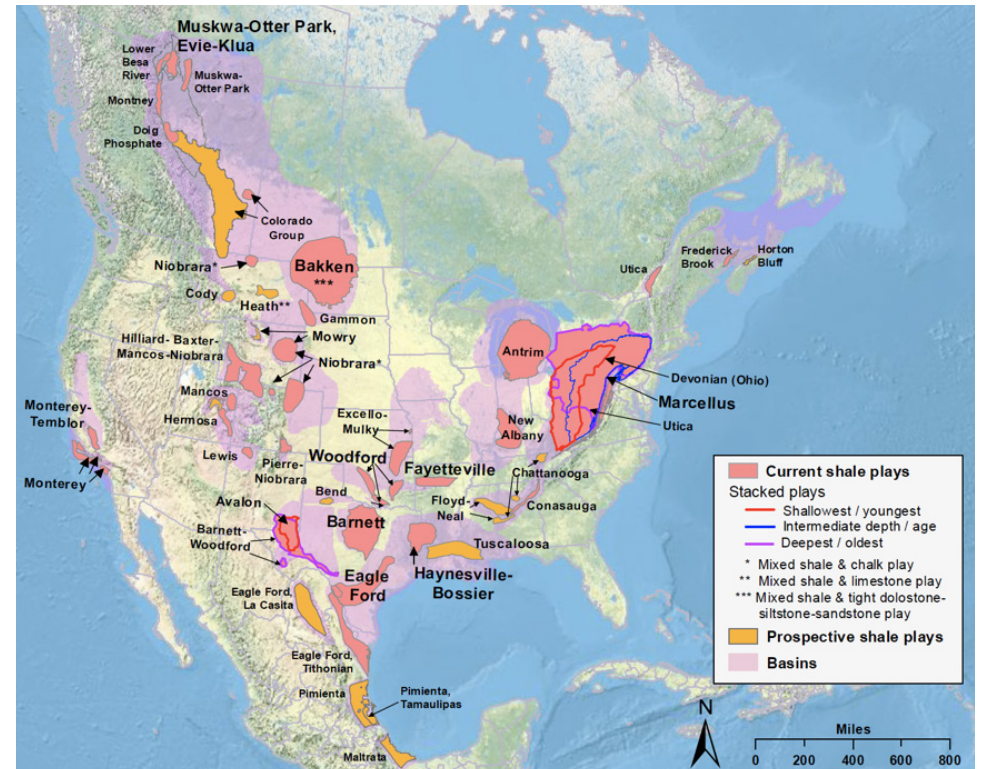 Muskwa-Otter Park,
Evie-Klua
Lower
Besa
River
Muskwa-
Otter Park
Montney
Doig
Phosphate
Colorado
Group
Niobrara*
Bakken
***
Cody
Heath**
Gammon
Mowry
Hilliard- Baxter-
Mancos-Niobrara
Niobrara*
Mancos
Hermosa
Monterey-
Temblor
Monterey
Lewis
Pierre-
Niobrara
Excello-
Mulky
Woodford
Fayetteville
Bend
Avalon
Barnett
Barnett-
Woodford
Antrim
New
Albany
Chattanooga
Floyd-
Neal
Conasauga
Tuscaloosa
Haynesville-
Bossier
Eagle
Ford
Eagle Ford,
La Casita
Eagle Ford,
Tithonian
Pimienta
Pimienta,
Tamaulipas
Maltrata
Utica
Frederick
Brook
Horton
Bluff
Devonian (Ohio)
Marcellus
Utica
Current shale plays
Stacked plays
Shallowest / youngest
Intermediate depth / age
Deepest / oldest
* Mixed shale & chalk play
** Mixed shale & limestone play
*** Mixed shale & tight dolostone-
siltstone-sandstone play
Prospective shale plays
Basins
N
Miles
0 200 400 600 800